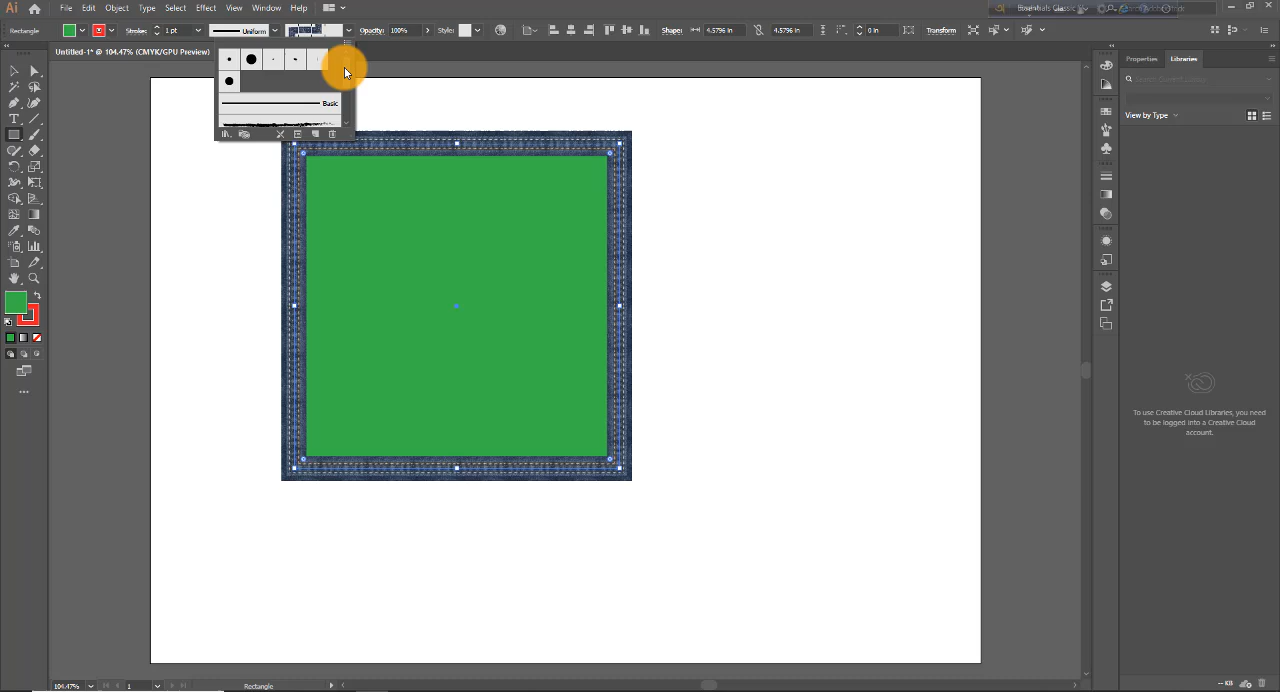 Ai File Edit Object Type Select Effect View Window Help Essentials Classic
Rectangle Stroke: 1 pt Uniform Opacity: 100% Style: Shape: 4.5796 in 4.5796 in 0 in Transform
Untitled-1* @ 104.47% (CMYK/GPU Preview)
Properties Libraries
Basic
View by Type
To use Creative Cloud Libraries, you need
to be logged into a Creative Cloud
account.
104.47% 1 Rectangle -- KB